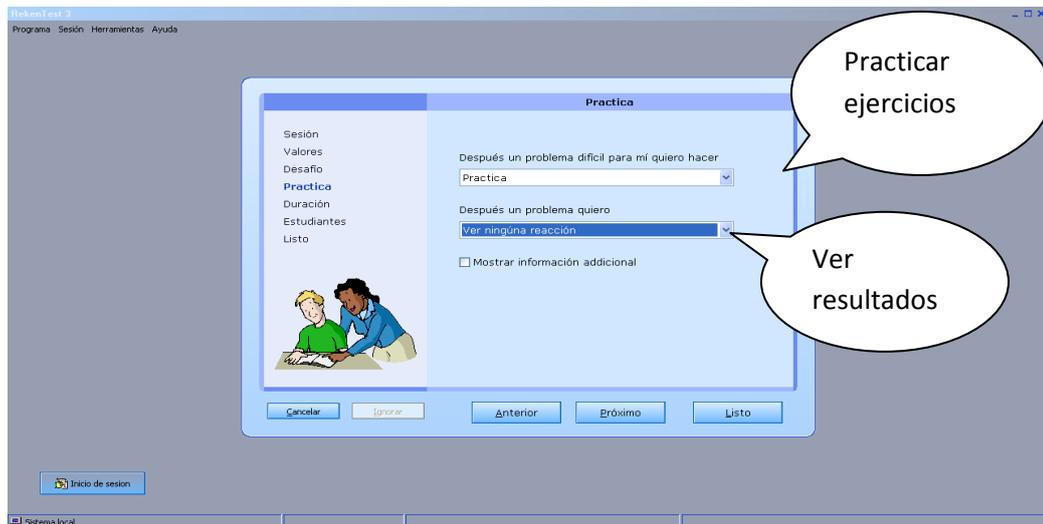 RekenTest 3
Programa Sesión Herramientas Ayuda
Practica
Sesión
Valores
Desafío
Practica
Duración
Estudiantes
Listo
Después un problema difícil para mí quiero hacer
Practica
Después un problema quiero
Ver ningúna reacción
Mostrar información addicional
Cancelar
Ignorar
Anterior
Próximo
Listo
Practicar
ejercicios
Ver
resultados
Inicio de sesion
Sistema local